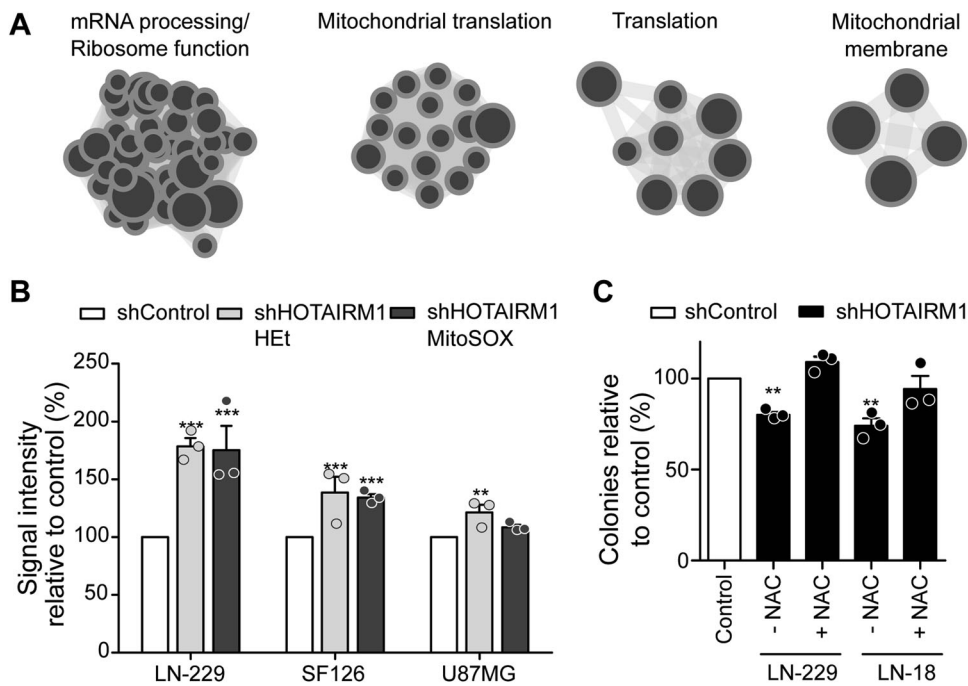 A
mRNA processing/
Ribosome function
Mitochondrial translation
Translation
Mitochondrial
membrane
B
shControl
shHOTAIRM1
HEt
shHOTAIRM1
MitoSOX
Signal intensity
relative to control (%)
250
200
150
100
50
0
***
***
***
***
**
LN-229
SF126
U87MG
C
shControl
shHOTAIRM1
Colonies relative
to control (%)
100
50
0
**
**
Control
- NAC
+ NAC
- NAC
+ NAC
LN-229
LN-18